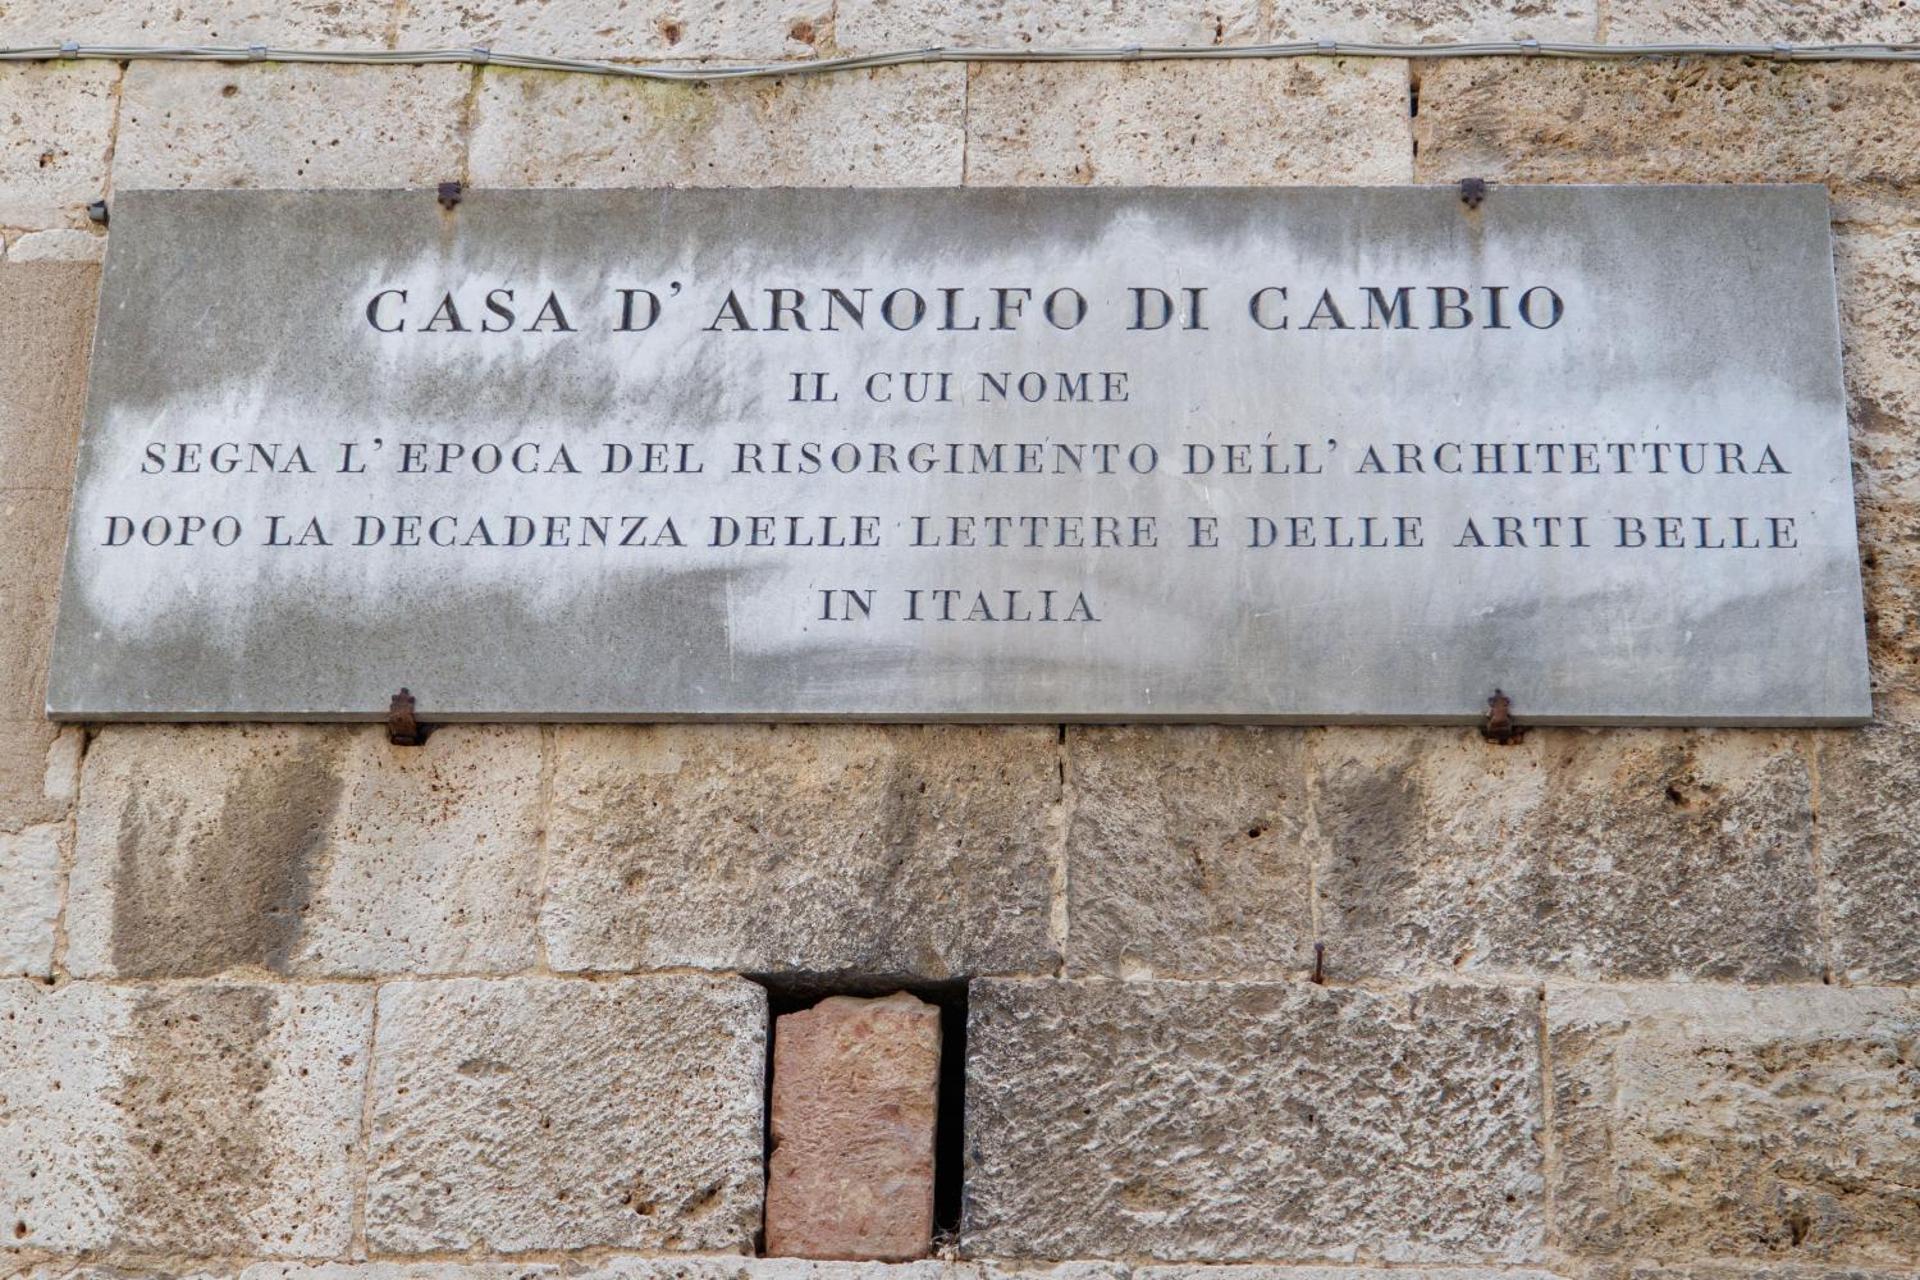 CASA D' ARNOLFO DI CAMBIO
IL CUI NOME
SEGNA L' EPOCA DEL RISORGIMENTO DELL' ARCHITETTURA
DOPO LA DECADENZA DELLE LETTERE E DELLE ARTI BELLE
IN ITALIA